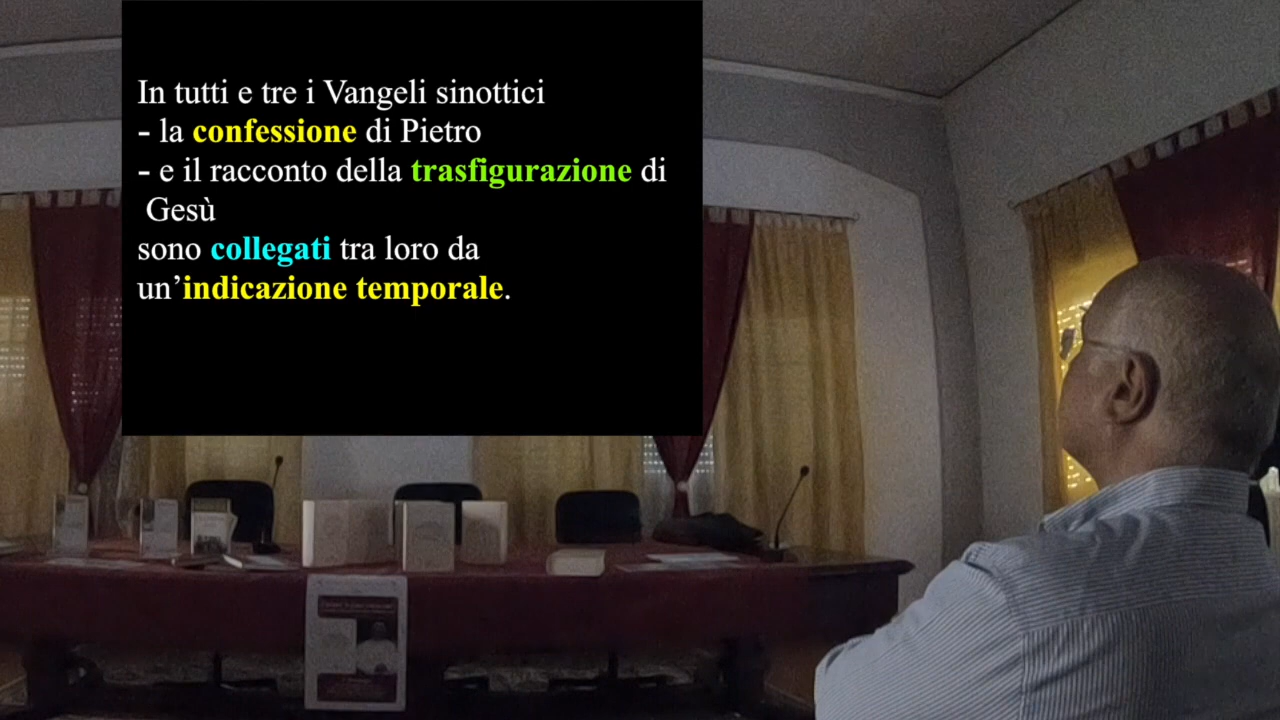 In tutti e tre i Vangeli sinottici
- la confessione di Pietro
- e il racconto della trasfigurazione di
Gesù
sono collegati tra loro da
un’indicazione temporale.